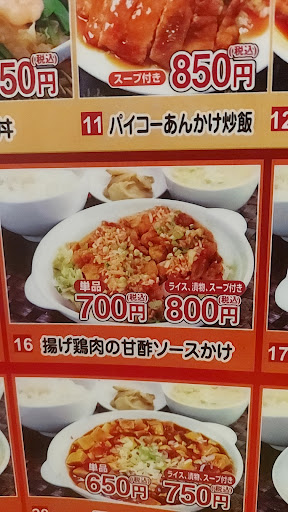 50円
(税込)
スープ付き 850円
(税込)
丼
11 パイコーあんかけ炒飯
12
単品
700円
(税込)
ライス、漬物、スープ付き
800円
(税込)
16 揚げ鶏肉の甘酢ソースかけ
17
単品
650円
(税込)
ライス、漬物、スープ付き
750円
(税込)